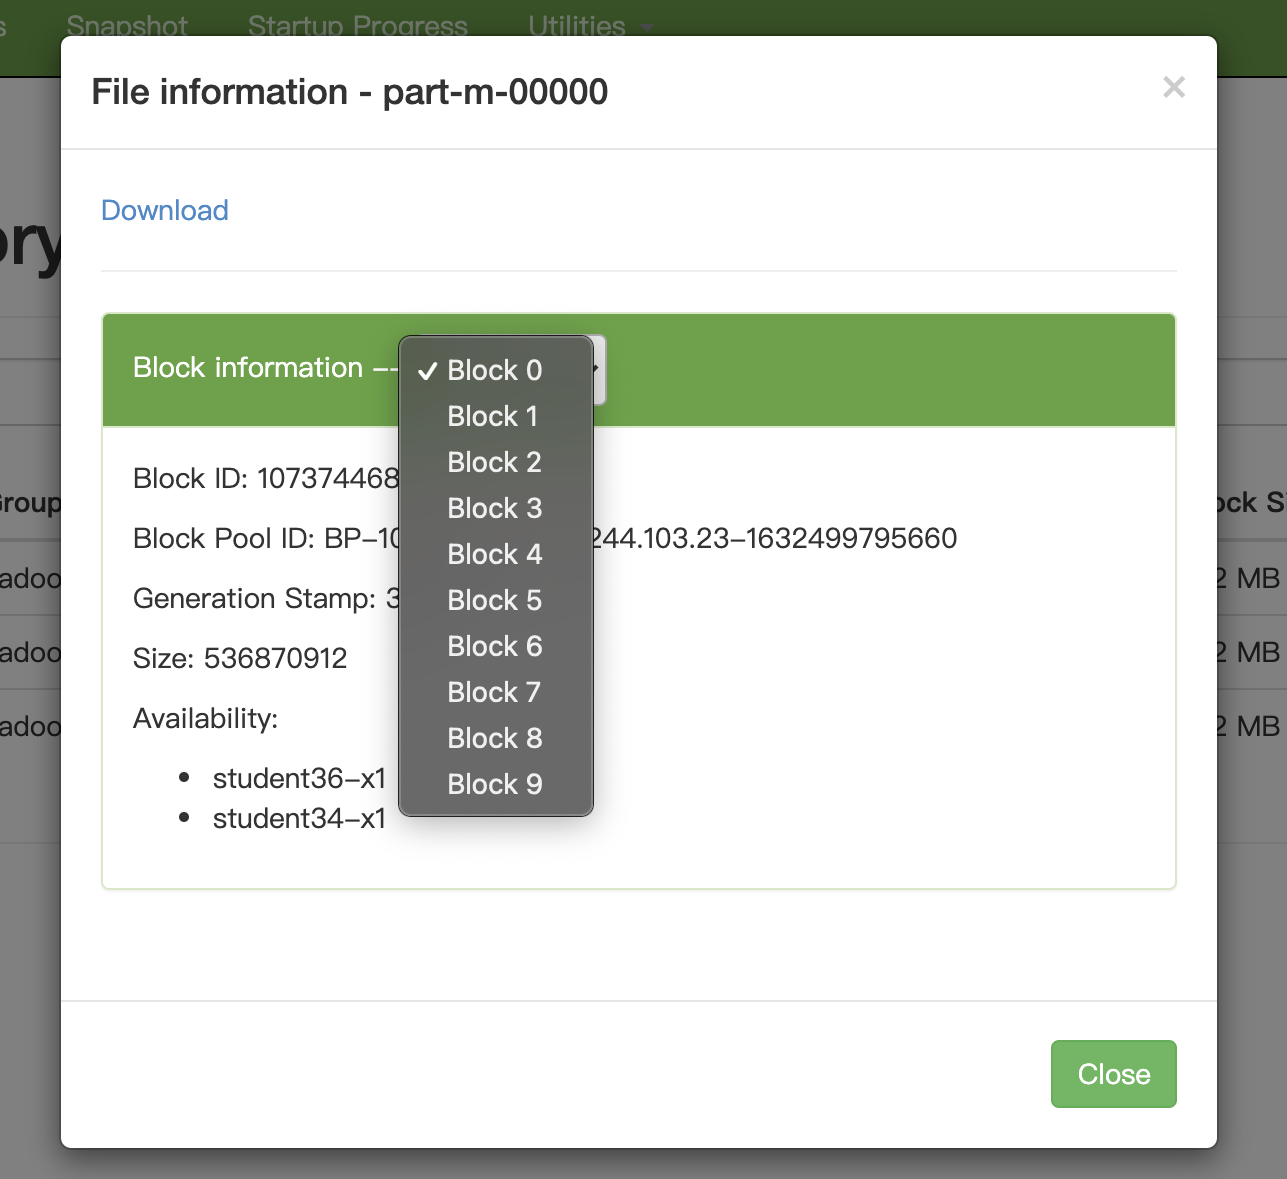 Snapshot Startup Progress Utilities
File information - part-m-00000
×
Download
Block information --
Block 0
Block 1
Block 2
Block 3
Block 4
Block 5
Block 6
Block 7
Block 8
Block 9
Block ID: 107374468
Block Pool ID: BP-10 244.103.23-1632499795660
Generation Stamp: 3
Size: 536870912
Availability:
• student36-x1
• student34-x1
ory
Group
ock S
adoo
2 MB
adoo
2 MB
adoo
2 MB
Close